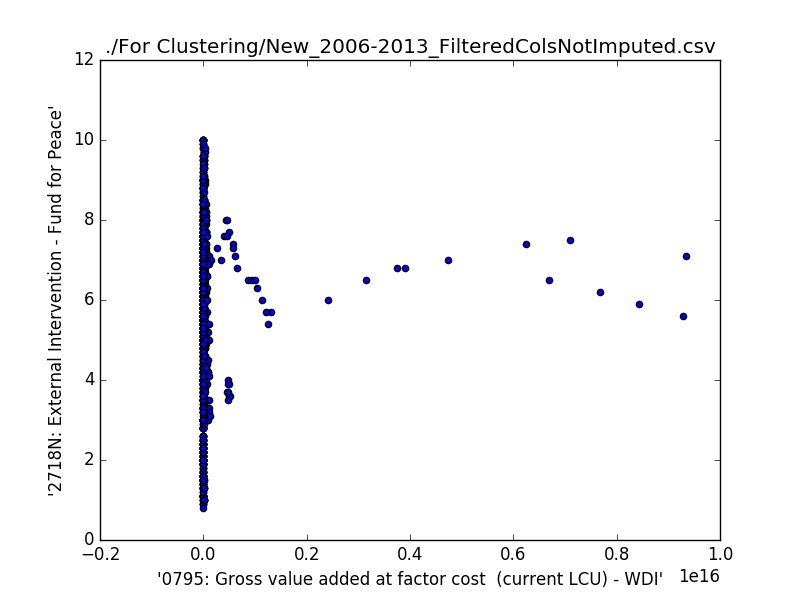 ./For Clustering/New_2006-2013_FilteredColsNotImputed.csv
12
10
8
6
4
2
0
'2718N: External Intervention - Fund for Peace'
−0.2 0.0 0.2 0.4 0.6 0.8 1.0
1e16
'0795: Gross value added at factor cost  (current LCU) - WDI'